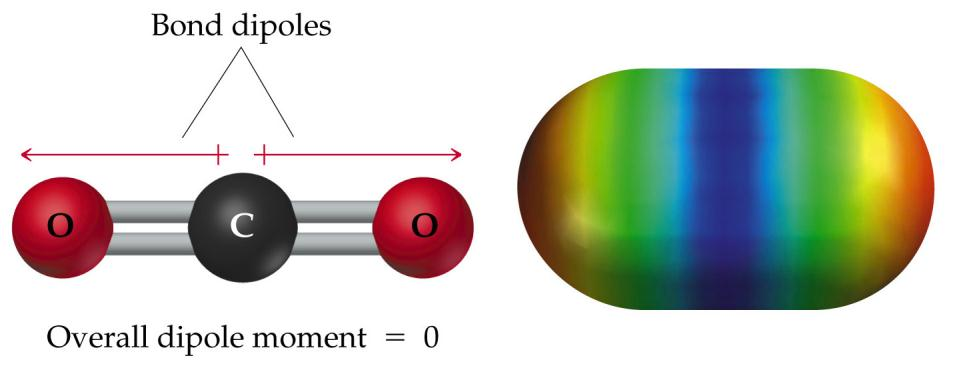 Bond dipoles
O C O
Overall dipole moment = 0